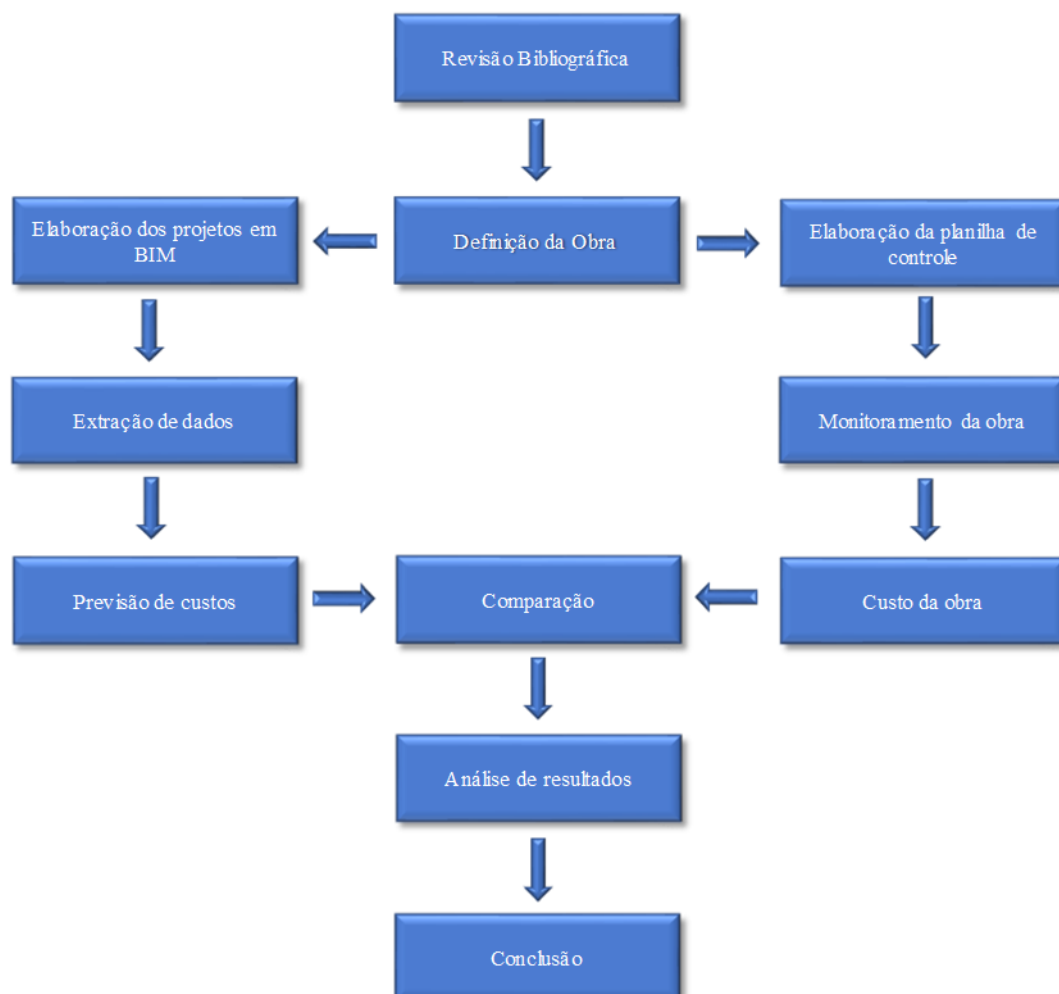 Revisão Bibliográfica
Elaboração dos projetos em
BIM
Definição da Obra
Elaboração da planilha de
controle
Extração de dados
Monitoramento da obra
Previsão de custos
Comparação
Custo da obra
Análise de resultados
Conclusão